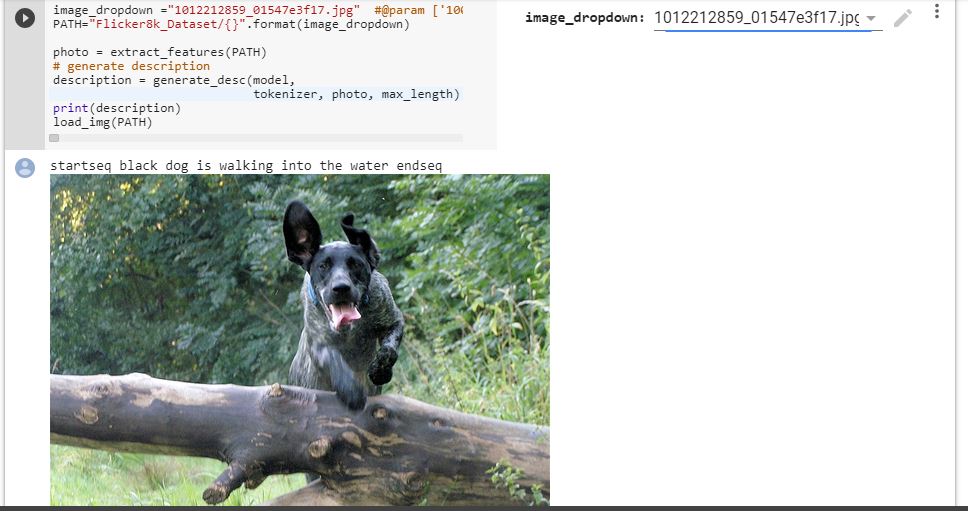 image_dropdown ="1012212859_01547e3f17.jpg"  #@param ['100
PATH="Flicker8k_Dataset/{}".format(image_dropdown)
photo = extract_features(PATH)
# generate description
description = generate_desc(model,
tokenizer, photo, max_length)
print(description)
load_img(PATH)
image_dropdown: 1012212859_01547e3f17.jpg
startseq black dog is walking into the water endseq